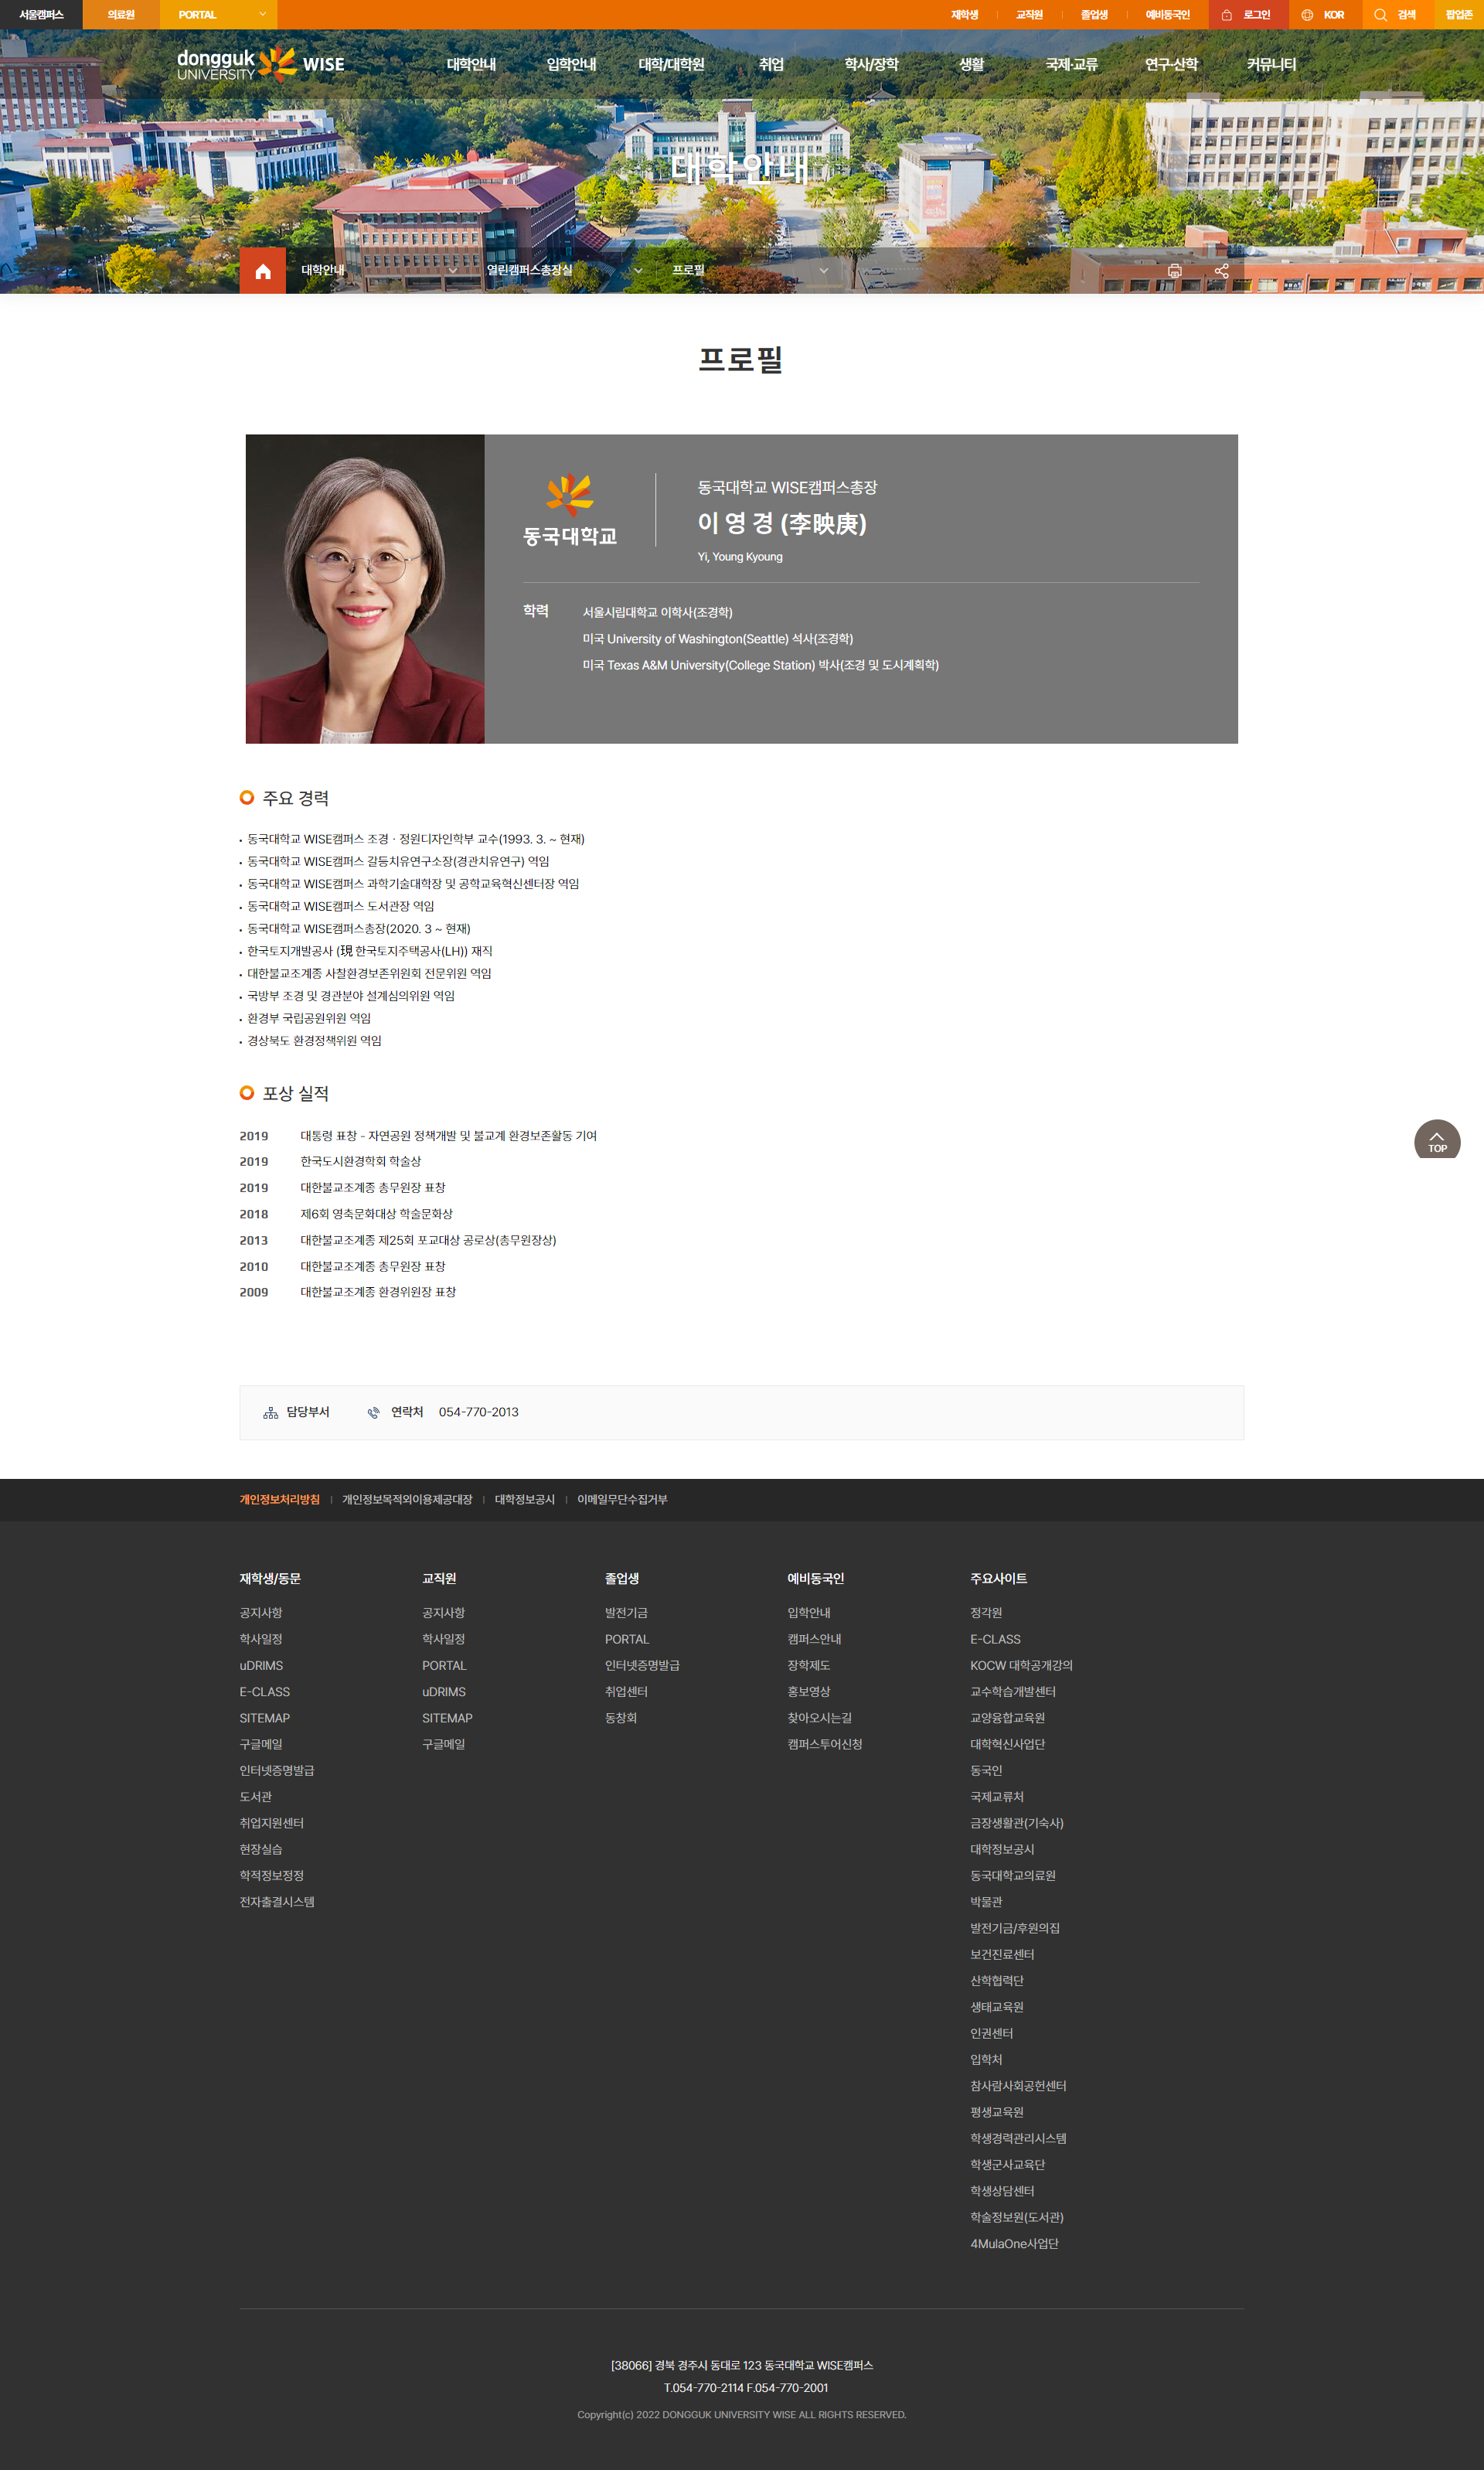 서울캠퍼스 의료원 PORTAL 재학생 교직원 졸업생 예비동국인 로그인 KOR 검색 팝업존
dongguk UNIVERSITY WISE
대학안내 입학안내 대학/대학원 취업 학사/장학 생활 국제·교류 연구·산학 커뮤니티
대학안내
대학안내 열린캠퍼스총장실 프로필
프로필
동국대학교
동국대학교 WISE캠퍼스총장
이 영 경 (李映庚)
Yi, Young Kyoung
학력
서울시립대학교 이학사(조경학)
미국 University of Washington(Seattle) 석사(조경학)
미국 Texas A&M University(College Station) 박사(조경 및 도시계획학)
주요 경력
동국대학교 WISE캠퍼스 조경ㆍ정원디자인학부 교수(1993. 3. ~ 현재)
동국대학교 WISE캠퍼스 갈등치유연구소장(경관치유연구) 역임
동국대학교 WISE캠퍼스 과학기술대학장 및 공학교육혁신센터장 역임
동국대학교 WISE캠퍼스 도서관장 역임
동국대학교 WISE캠퍼스총장(2020. 3 ~ 현재)
한국토지개발공사 (現 한국토지주택공사(LH)) 재직
대한불교조계종 사찰환경보존위원회 전문위원 역임
국방부 조경 및 경관분야 설계심의위원 역임
환경부 국립공원위원 역임
경상북도 환경정책위원 역임
포상 실적
2019 대통령 표창 - 자연공원 정책개발 및 불교계 환경보존활동 기여
2019 한국도시환경학회 학술상
2019 대한불교조계종 총무원장 표창
2018 제6회 영축문화대상 학술문화상
2013 대한불교조계종 제25회 포교대상 공로상(총무원장상)
2010 대한불교조계종 총무원장 표창
2009 대한불교조계종 환경위원장 표창
TOP
담당부서 연락처 054-770-2013
개인정보처리방침 개인정보목적외이용제공대장 대학정보공시 이메일무단수집거부
재학생/동문
공지사항
학사일정
uDRIMS
E-CLASS
SITEMAP
구글메일
인터넷증명발급
도서관
취업지원센터
현장실습
학적정보정정
전자출결시스템
교직원
공지사항
학사일정
PORTAL
uDRIMS
SITEMAP
구글메일
졸업생
발전기금
PORTAL
인터넷증명발급
취업센터
동창회
예비동국인
입학안내
캠퍼스안내
장학제도
홍보영상
찾아오시는길
캠퍼스투어신청
주요사이트
정각원
E-CLASS
KOCW 대학공개강의
교수학습개발센터
교양융합교육원
대학혁신사업단
동국인
국제교류처
금장생활관(기숙사)
대학정보공시
동국대학교의료원
박물관
발전기금/후원의집
보건진료센터
산학협력단
생태교육원
인권센터
입학처
참사람사회공헌센터
평생교육원
학생경력관리시스템
학생군사교육단
학생상담센터
학술정보원(도서관)
4MulaOne사업단
[38066] 경북 경주시 동대로 123 동국대학교 WISE캠퍼스
T.054-770-2114 F.054-770-2001
Copyright(c) 2022 DONGGUK UNIVERSITY WISE ALL RIGHTS RESERVED.